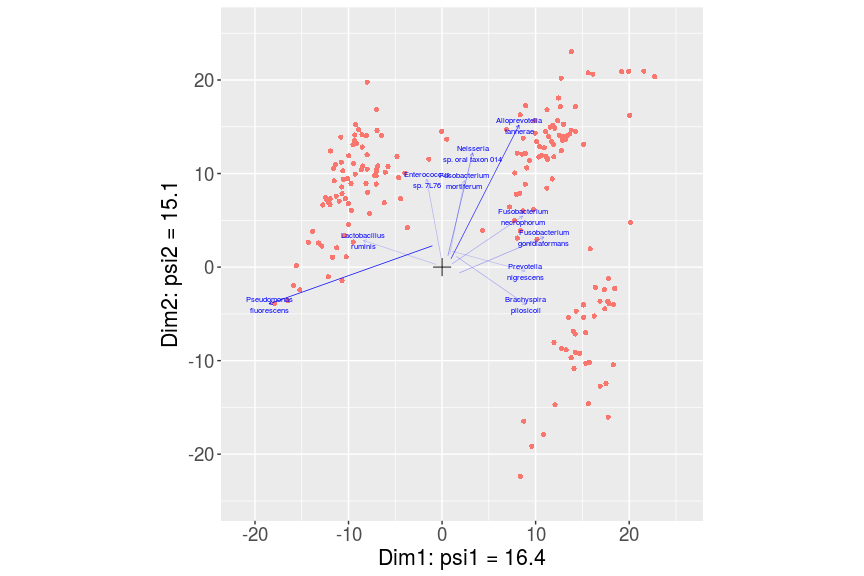 20
10
0
-10
-20
Dim2: psi2 = 15.1
Alloprevotella
tannerae
Neisseria
sp. oral taxon 014
Enterococcus
sp. 7L76
Fusobacterium
mortiferum
Fusobacterium
necrophorum
Fusobacterium
gonidiaformans
Lactobacillus
ruminis
Prevotella
nigrescens
Pseudomonas
fluorescens
Brachyspira
pilosicoli
-20
-10
0
10
20
Dim1: psi1 = 16.4